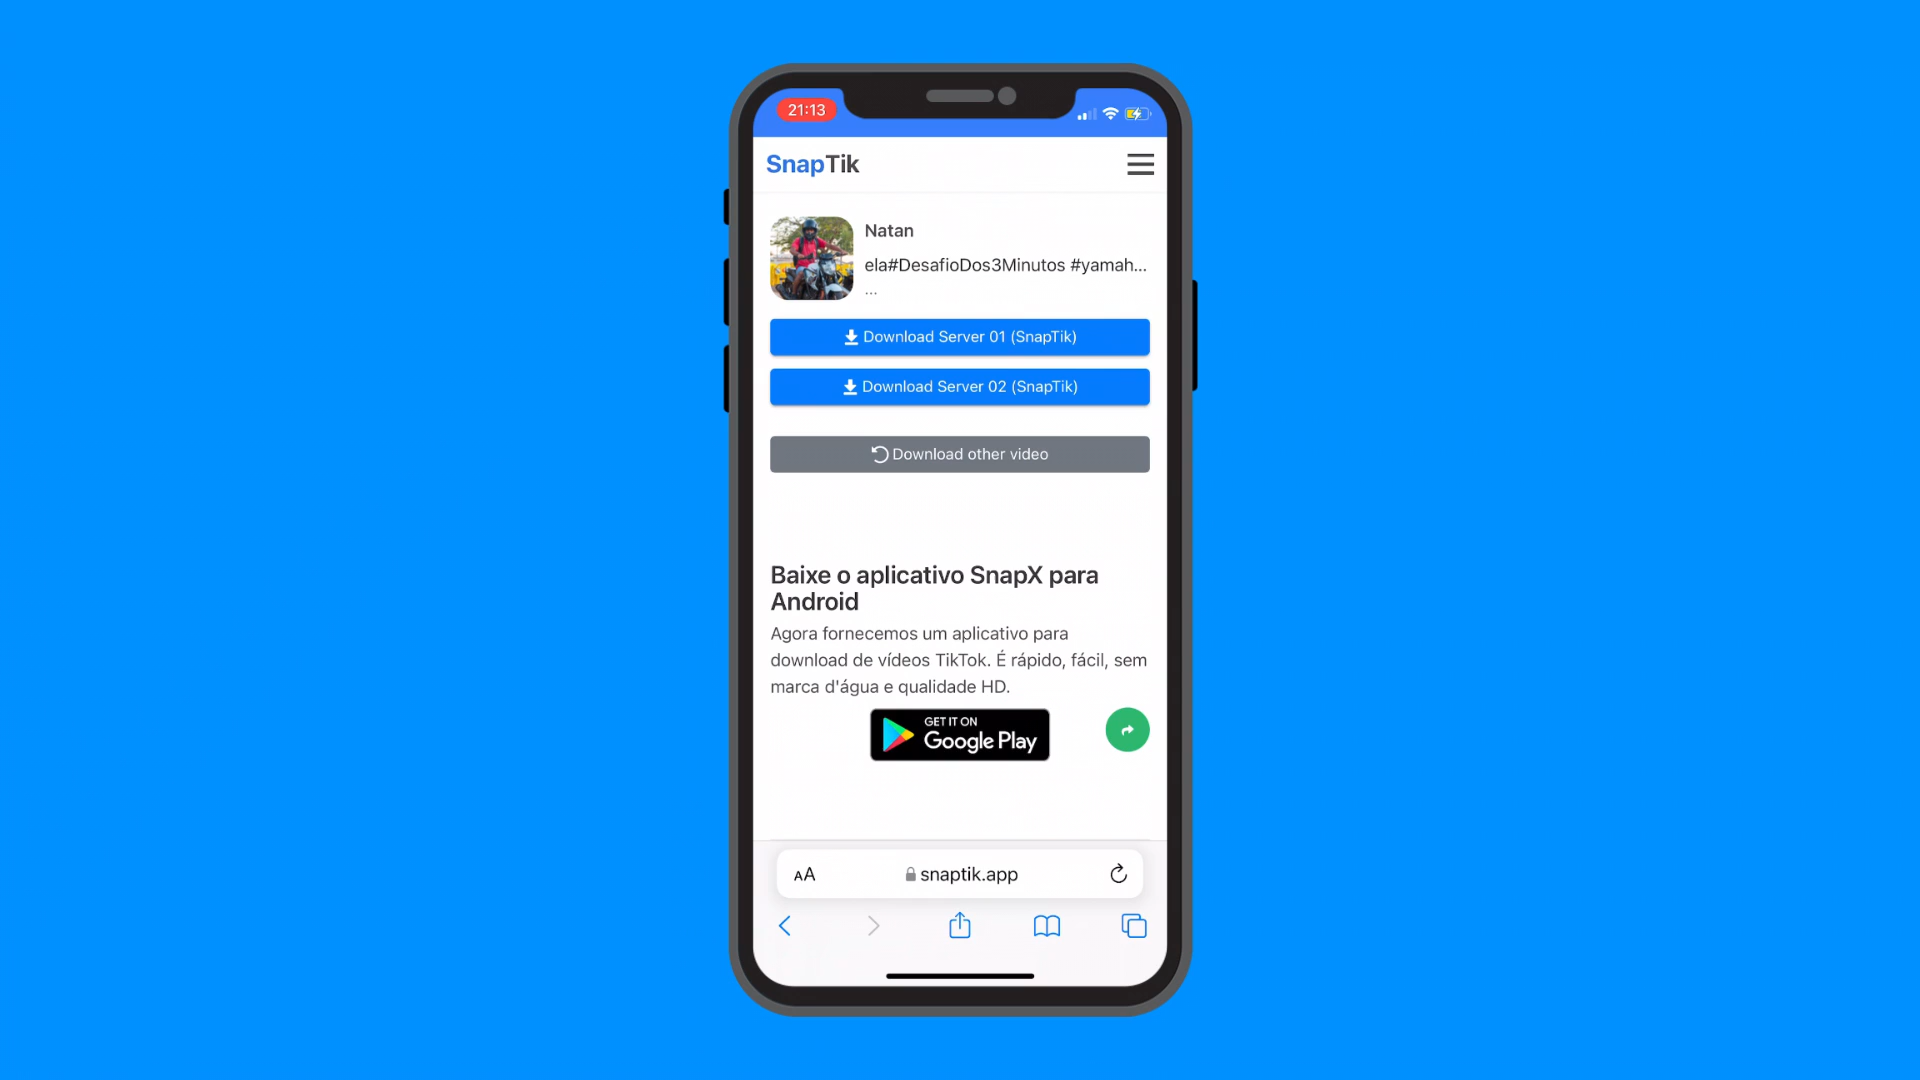 21:13
SnapTik
Natan
ela#DesafioDos3Minutos #yamah...
...
Download Server 01 (SnapTik)
Download Server 02 (SnapTik)
Download other video
Baixe o aplicativo SnapX para
Android
Agora fornecemos um aplicativo para
download de vídeos TikTok. É rápido, fácil, sem
marca d'água e qualidade HD.
GET IT ON
Google Play
AA
snaptik.app